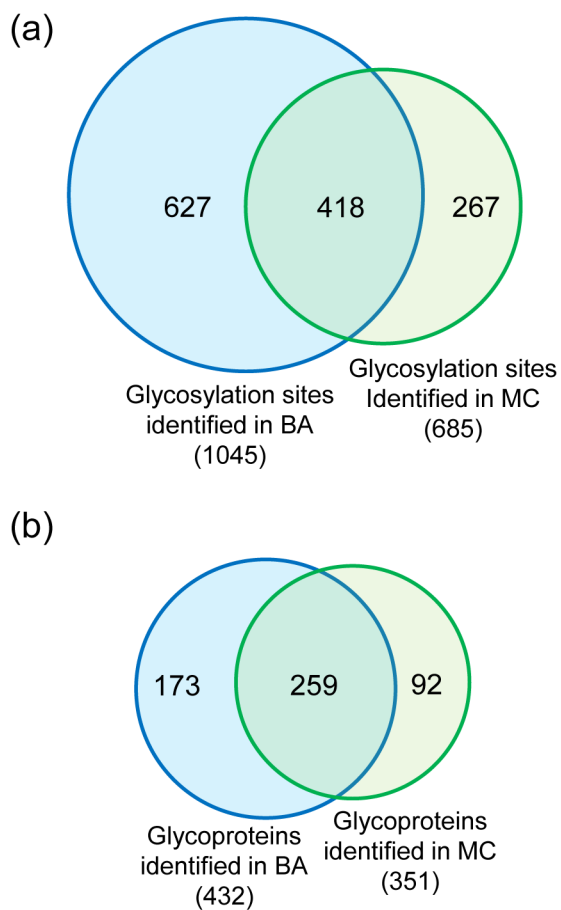 (a)
627
418
267
Glycosylation sites
identified in BA
(1045)
Glycosylation sites
Identified in MC
(685)
(b)
173
259
92
Glycoproteins
identified in BA
(432)
Glycoproteins
identified in MC
(351)